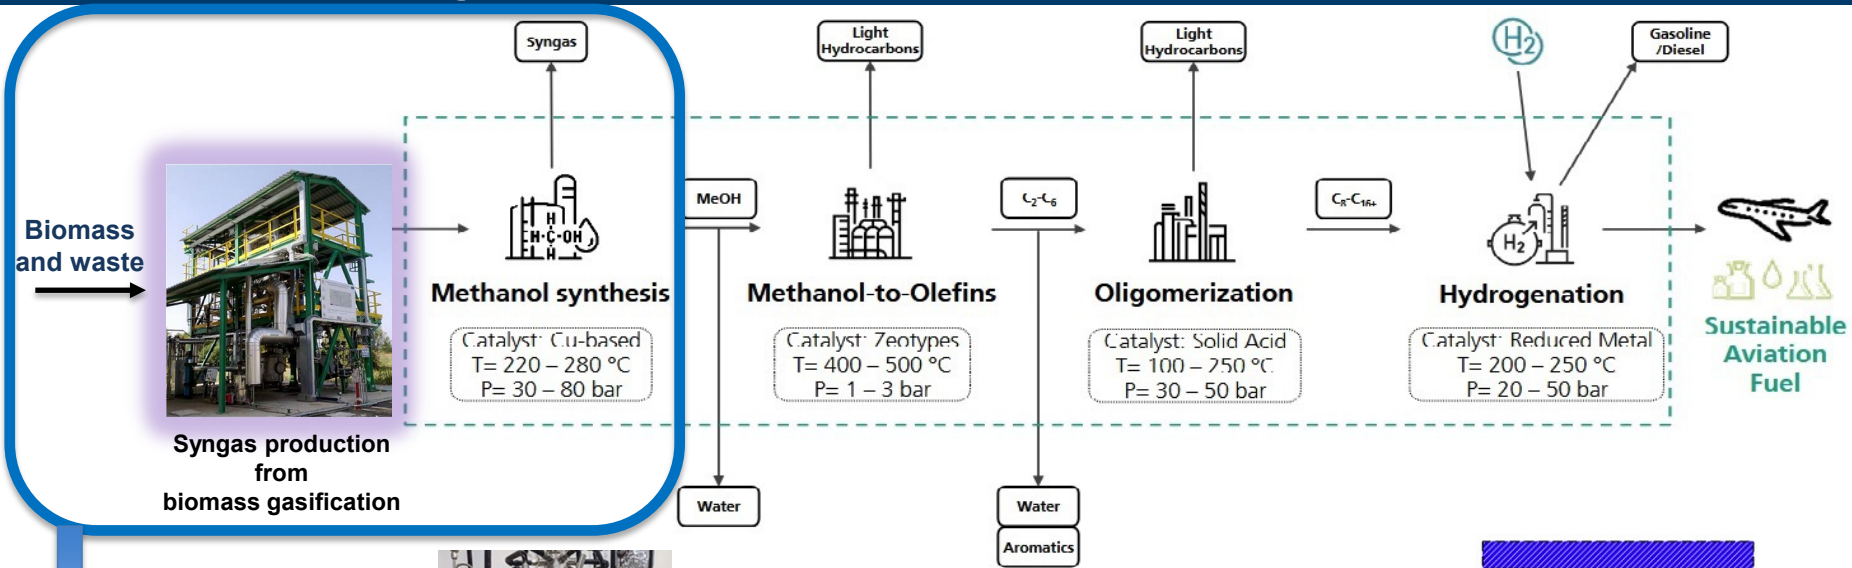 Syngas
Light
Hydrocarbons
Light
Hydrocarbons
H2
Gasoline
/Diesel
Biomass
and waste
MeOH
C2-C6
C8-C16+
H
H-C-OH
H
H2
Methanol synthesis
Methanol-to-Olefins
Oligomerization
Hydrogenation
Catalyst: Cu-based
T= 220 – 280 °C
P= 30 – 80 bar
Catalyst: Zeotypes
T= 400 – 500 °C
P= 1 – 3 bar
Catalyst: Solid Acid
T= 100 – 250 °C
P= 30 – 50 bar
Catalyst: Reduced Metal
T= 200 – 250 °C
P= 20 – 50 bar
Sustainable
Aviation
Fuel
Syngas production
from
biomass gasification
Water
Water
Aromatics